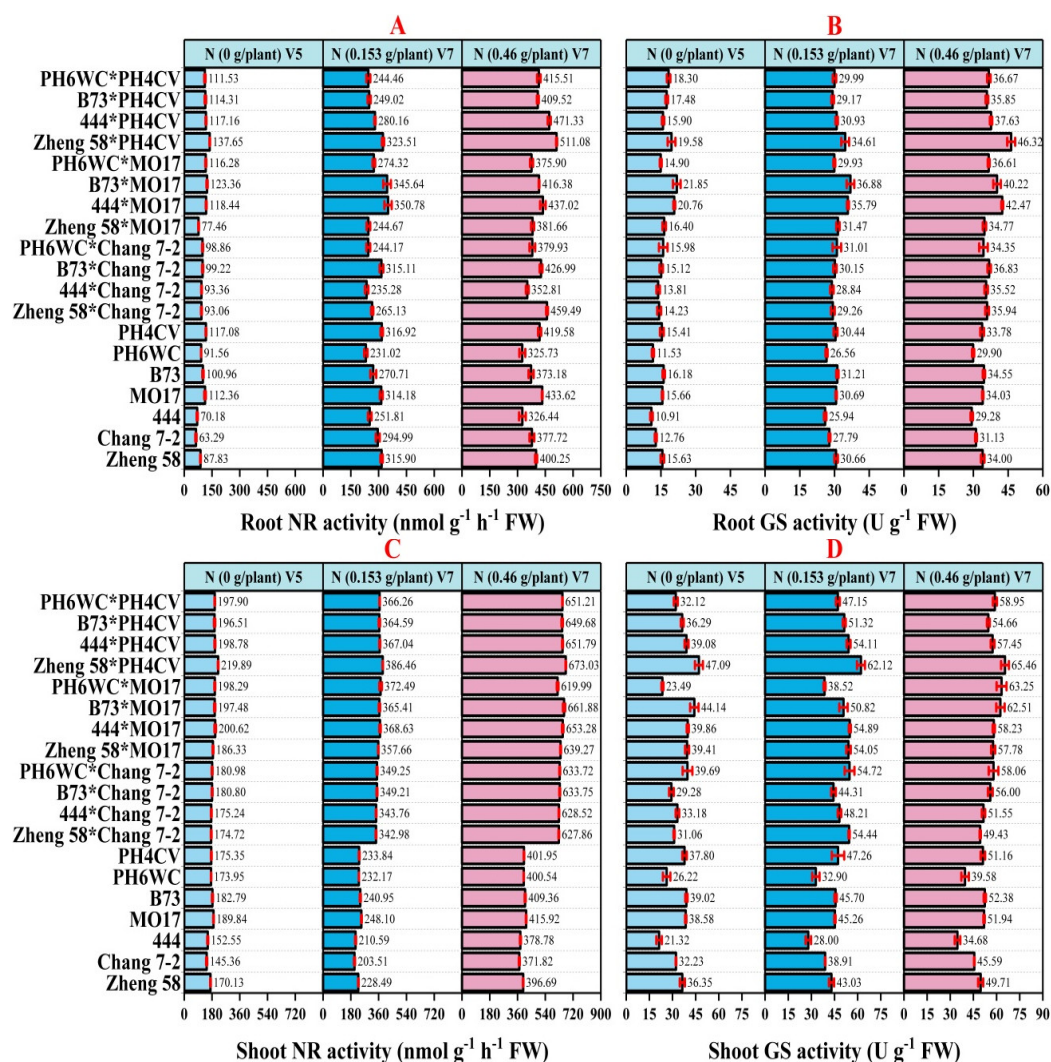 A B
N (0 g/plant) V5 N (0.153 g/plant) V7 N (0.46 g/plant) V7 N (0 g/plant) V5 N (0.153 g/plant) V7 N (0.46 g/plant) V7
PH6WC*PH4CV 111.53 244.46 415.51 18.30 29.99 36.67
B73*PH4CV 114.31 249.02 409.52 17.48 29.17 35.85
444*PH4CV 117.16 280.16 471.33 15.90 30.93 37.63
Zheng 58*PH4CV 137.65 323.51 511.08 19.58 34.61 46.32
PH6WC*MO17 116.28 274.32 375.90 14.90 29.93 36.61
B73*MO17 123.36 345.64 416.38 21.85 36.88 40.22
444*MO17 118.44 350.78 437.02 20.76 35.79 42.47
Zheng 58*MO17 77.46 244.67 381.66 16.40 31.47 34.77
PH6WC*Chang 7-2 98.86 244.17 379.93 15.98 31.01 34.35
B73*Chang 7-2 99.22 315.11 426.99 15.12 30.15 36.83
444*Chang 7-2 93.36 235.28 352.81 13.81 28.84 35.52
Zheng 58*Chang 7-2 93.06 265.13 459.49 14.23 29.26 35.94
PH4CV 117.08 316.92 419.58 15.41 30.44 33.78
PH6WC 91.56 231.02 325.73 11.53 26.56 29.90
B73 100.96 270.71 373.18 16.18 31.21 34.55
MO17 112.36 314.18 433.62 15.66 30.69 34.03
444 70.18 251.81 326.44 10.91 25.94 29.28
Chang 7-2 63.29 294.99 377.72 12.76 27.79 31.13
Zheng 58 87.83 315.90 400.25 15.63 30.66 34.00
0 150 300 450 600 0 150 300 450 600 0 150 300 450 600 750 0 15 30 45 0 15 30 45 0 15 30 45 60
Root NR activity (nmol g⁻¹ h⁻¹ FW) Root GS activity (U g⁻¹ FW)
C D
N (0 g/plant) V5 N (0.153 g/plant) V7 N (0.46 g/plant) V7 N (0 g/plant) V5 N (0.153 g/plant) V7 N (0.46 g/plant) V7
PH6WC*PH4CV 197.90 366.26 651.21 32.12 47.15 58.95
B73*PH4CV 196.51 364.59 649.68 36.29 51.32 54.66
444*PH4CV 198.78 367.04 651.79 39.08 54.11 57.45
Zheng 58*PH4CV 219.89 386.46 673.03 47.09 62.12 65.46
PH6WC*MO17 198.29 372.49 619.99 23.49 38.52 63.25
B73*MO17 197.48 365.41 661.88 44.14 50.82 62.51
444*MO17 200.62 368.63 653.28 39.86 54.89 58.23
Zheng 58*MO17 186.33 357.66 639.27 39.41 54.05 57.78
PH6WC*Chang 7-2 180.98 349.25 633.72 39.69 54.72 58.06
B73*Chang 7-2 180.80 349.21 633.75 29.28 44.31 56.00
444*Chang 7-2 175.24 343.76 628.52 33.18 48.21 51.55
Zheng 58*Chang 7-2 174.72 342.98 627.86 31.06 54.44 49.43
PH4CV 175.35 233.84 401.95 37.80 47.26 51.16
PH6WC 173.95 232.17 400.54 26.22 32.90 39.58
B73 182.79 240.95 409.36 39.02 45.70 52.38
MO17 189.84 248.10 415.92 38.58 45.26 51.94
444 152.55 210.59 378.78 21.32 28.00 34.68
Chang 7-2 145.36 203.51 371.82 32.23 38.91 45.59
Zheng 58 170.13 228.49 396.69 36.35 43.03 49.71
0 180 360 540 720 0 180 360 540 720 0 180 360 540 720 900 0 15 30 45 60 75 0 15 30 45 60 75 0 15 30 45 60 75 90
Shoot NR activity (nmol g⁻¹ h⁻¹ FW) Shoot GS activity (U g⁻¹ FW)